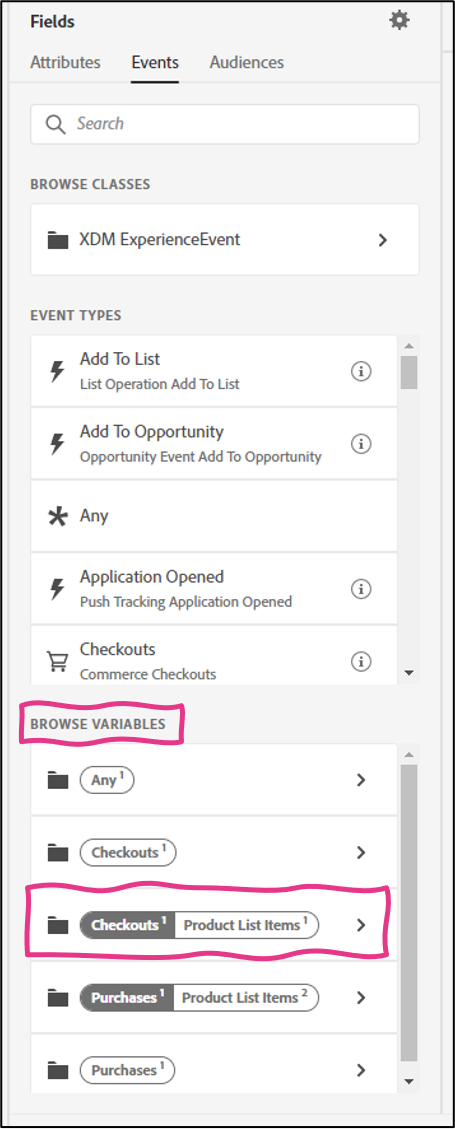 Fields
Attributes Events Audiences
Search
BROWSE CLASSES
XDM ExperienceEvent
EVENT TYPES
Add To List
List Operation Add To List
Add To Opportunity
Opportunity Event Add To Opportunity
Any
Application Opened
Push Tracking Application Opened
Checkouts
Commerce Checkouts
BROWSE VARIABLES
Any 1
Checkouts 1
Checkouts 1 Product List Items 1
Purchases 1 Product List Items 2
Purchases 1